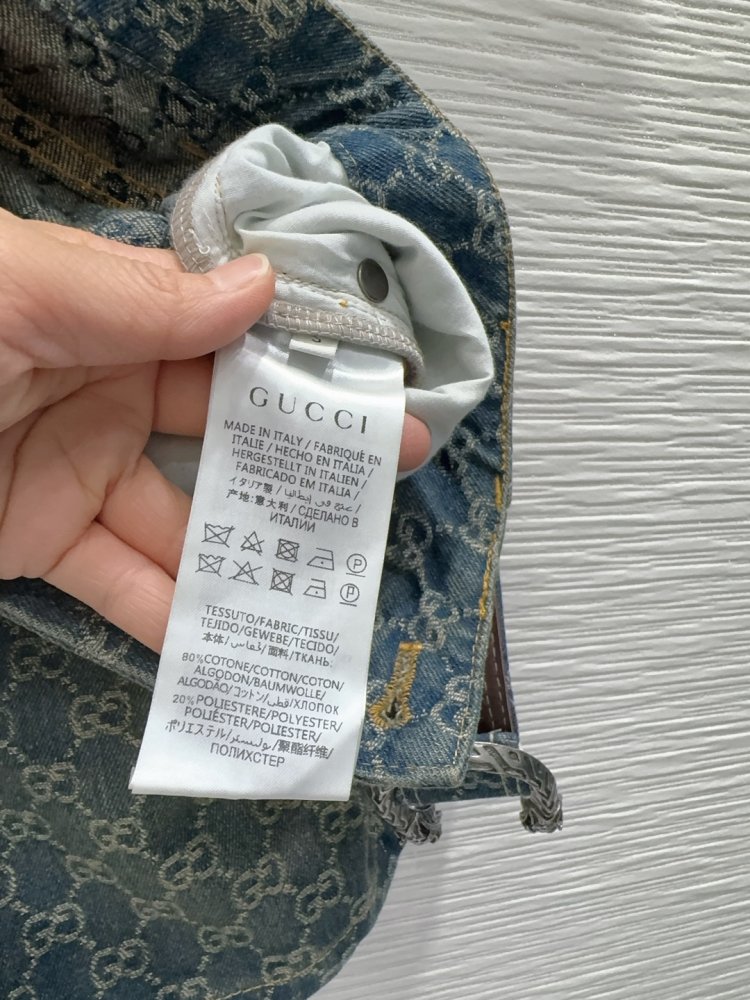 S
GUCCI
MADE IN ITALY / FABRIQUÉ EN
ITALIE / HECHO EN ITALIA /
HERGESTELLT IN ITALIEN /
FABRICADO EM ITALIA /
イタリア製 / صنع في إيطاليا /
产地: 意大利 / СДЕЛАНО В
ИТАЛИИ
P
P
TESSUTO/FABRIC/TISSU/
TEJIDO/GEWEBE/TECIDO/
本体/قماش/面料/ТКАНЬ:
80% COTONE/COTTON/COTON/
ALGODON/BAUMWOLLE/
ALGODÃO/コットン/قطن/ХЛОПОК
20% POLIESTERE/POLYESTER/
POLIÉSTER/POLIESTER/
ポリエステル/بوليستر/聚酯纤维/
ПОЛИХСТЕР